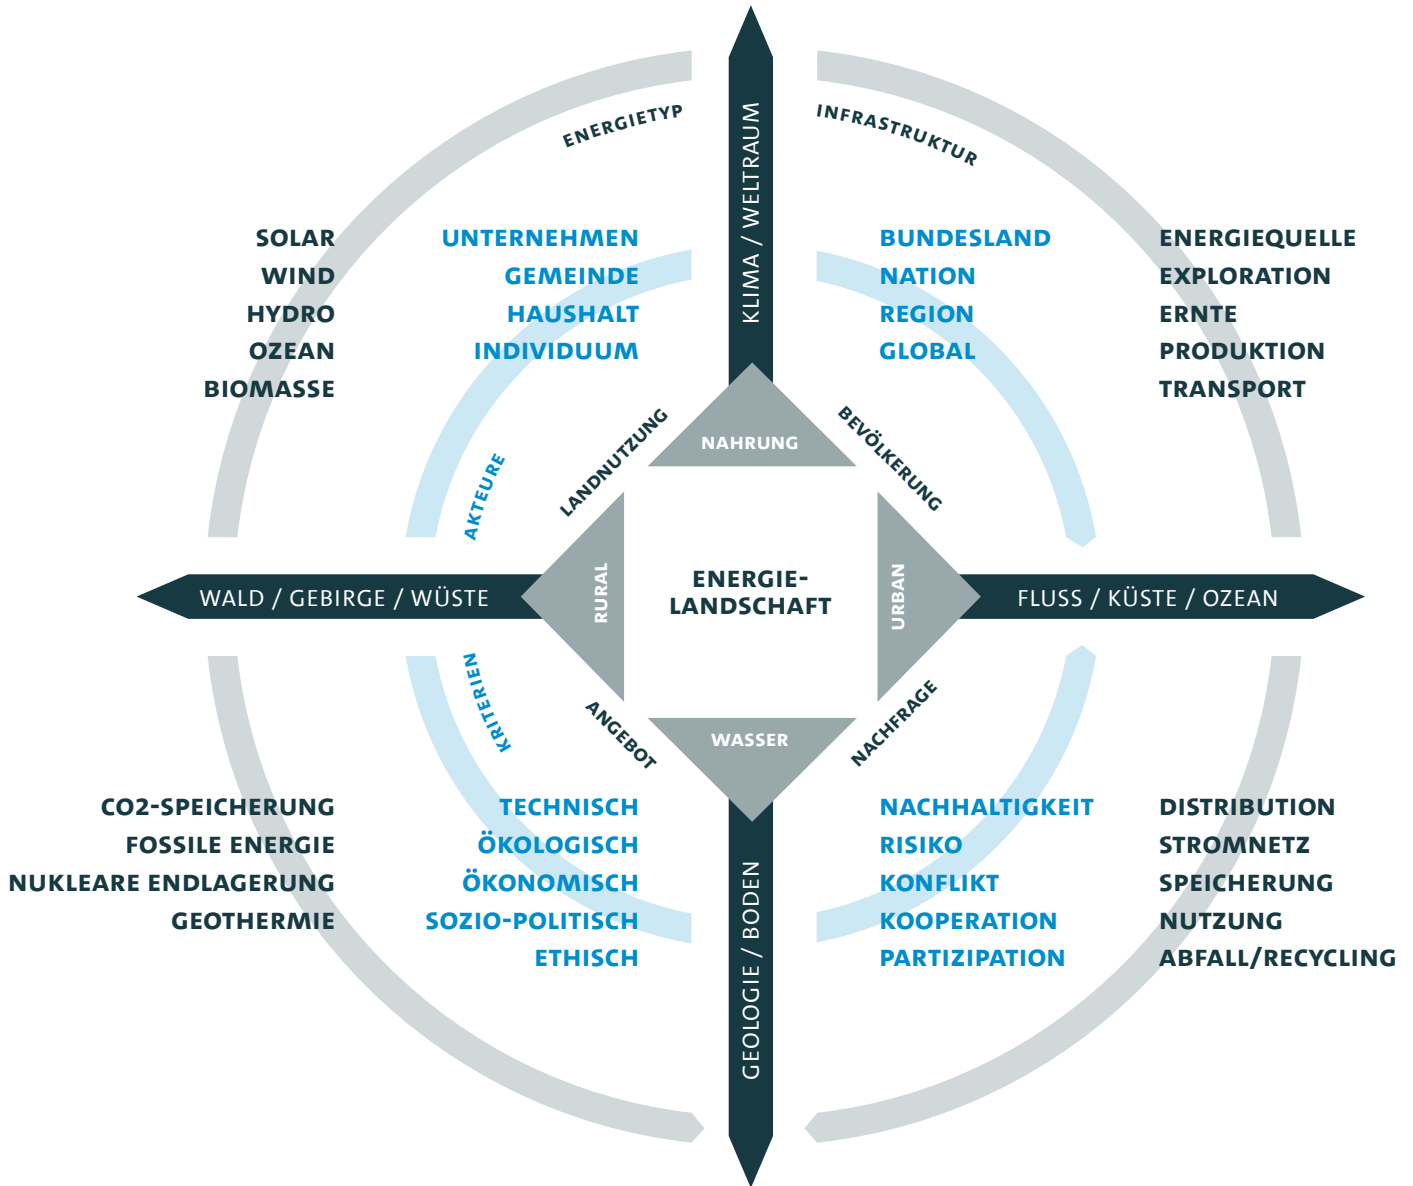 ENERGIETYP
INFRASTRUKTUR
KLIMA / WELTRAUM
SOLAR
WIND
HYDRO
OZEAN
BIOMASSE
UNTERNEHMEN
GEMEINDE
HAUSHALT
INDIVIDUUM
BUNDESLAND
NATION
REGION
GLOBAL
ENERGIEQUELLE
EXPLORATION
ERNTE
PRODUKTION
TRANSPORT
AKTEURE
LANDNUTZUNG
NAHRUNG
BEVÖLKERUNG
WALD / GEBIRGE / WÜSTE
RURAL
ENERGIE-
LANDSCHAFT
URBAN
FLUSS / KÜSTE / OZEAN
KRITERIEN
ANGEBOT
WASSER
NACHFRAGE
CO2-SPEICHERUNG
FOSSILE ENERGIE
NUKLEARE ENDLAGERUNG
GEOTHERMIE
TECHNISCH
ÖKOLOGISCH
ÖKONOMISCH
SOZIO-POLITISCH
ETHISCH
GEOLOGIE / BODEN
NACHHALTIGKEIT
RISIKO
KONFLIKT
KOOPERATION
PARTIZIPATION
DISTRIBUTION
STROMNETZ
SPEICHERUNG
NUTZUNG
ABFALL/RECYCLING